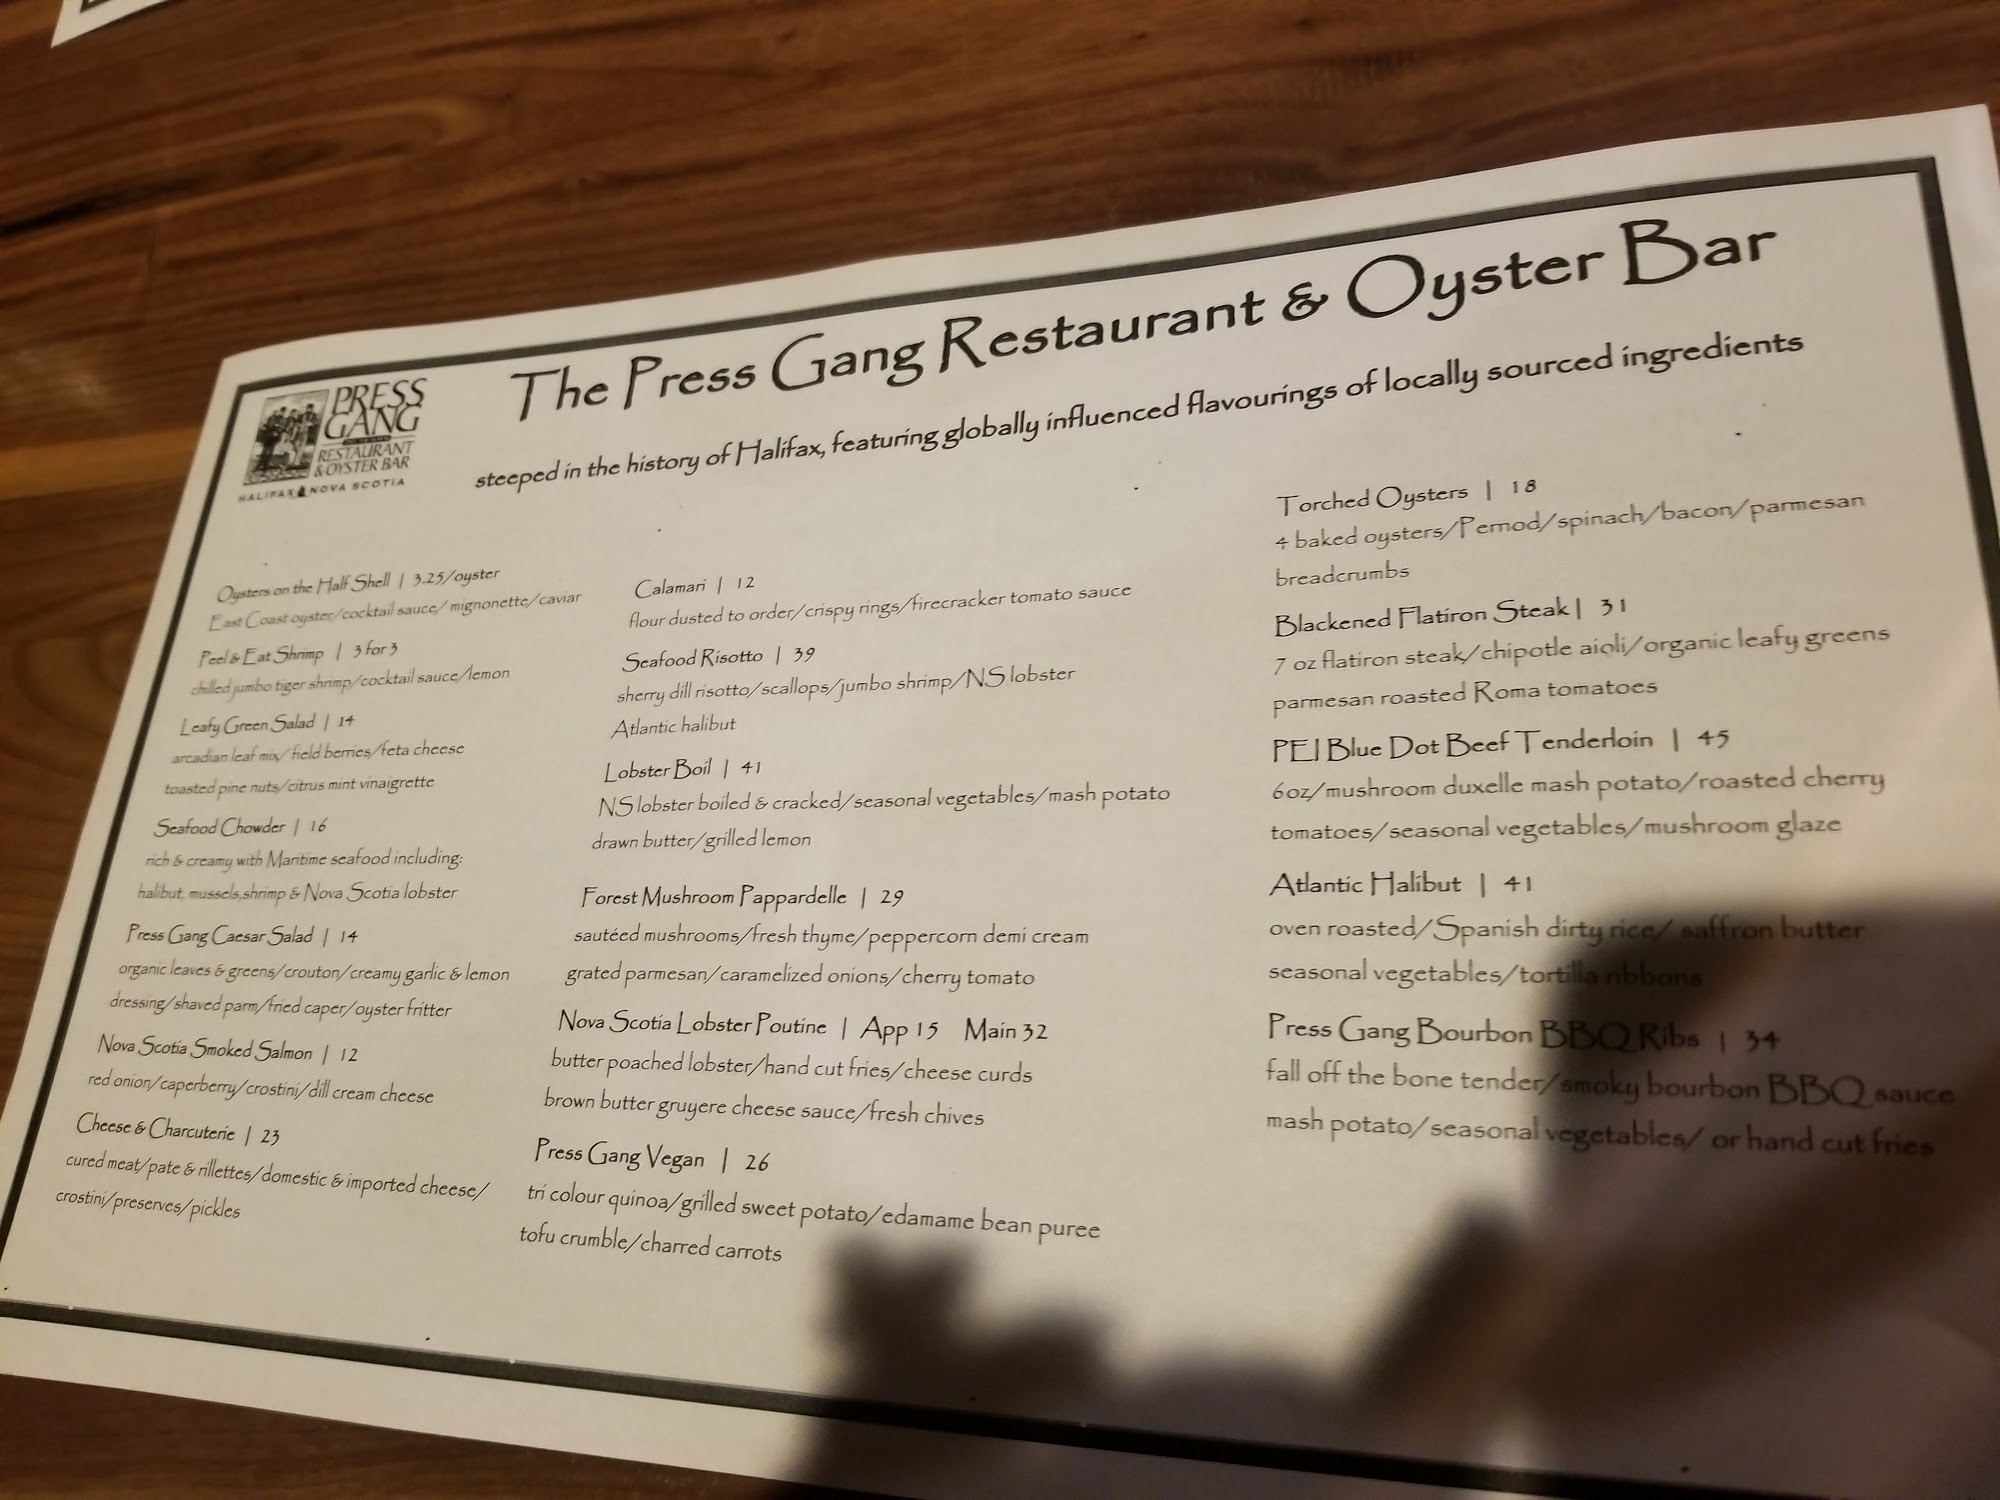 The Press Gang Restaurant & Oyster Bar
steeped in the history of Halifax, featuring globally influenced flavourings of locally sourced ingredients
PRESS
GANG
RESTAURANT
& OYSTER BAR
HALIFAX NOVA SCOTIA
Oysters on the Half Shell | 3.25/oyster
East Coast oyster/cocktail sauce/ mignonette/caviar
Peel & Eat Shrimp | 3 for 3
chilled jumbo tiger shrimp/cocktail sauce/lemon
Leafy Green Salad | 14
arcadian leaf mix/ field berries/feta cheese
toasted pine nuts/citrus mint vinaigrette
Seafood Chowder | 16
rich & creamy with Maritime seafood including:
halibut, mussels,shrimp & Nova Scotia lobster
Press Gang Caesar Salad | 14
organic leaves & greens/crouton/creamy garlic & lemon
dressing/shaved parm/fried caper/oyster fritter
Nova Scotia Smoked Salmon | 12
red onion/caperberry/crostini/dill cream cheese
Cheese & Charcuterie | 23
cured meat/pate & rillettes/domestic & imported cheese/
crostini/preserves/pickles
Calamari | 12
flour dusted to order/crispy rings/firecracker tomato sauce
Seafood Risotto | 39
sherry dill risotto/scallops/jumbo shrimp/NS lobster
Atlantic halibut
Lobster Boil | 41
NS lobster boiled & cracked/seasonal vegetables/mash potato
drawn butter/grilled lemon
Forest Mushroom Pappardelle | 29
sautéed mushrooms/fresh thyme/peppercorn demi cream
grated parmesan/caramelized onions/cherry tomato
Nova Scotia Lobster Poutine | App 15 Main 32
butter poached lobster/hand cut fries/cheese curds
brown butter gruyere cheese sauce/fresh chives
Press Gang Vegan | 26
tri colour quinoa/grilled sweet potato/edamame bean puree
tofu crumble/charred carrots
Torched Oysters | 18
4 baked oysters/Pernod/spinach/bacon/parmesan
breadcrumbs
Blackened Flatiron Steak | 31
7 oz flatiron steak/chipotle aioli/organic leafy greens
parmesan roasted Roma tomatoes
PEI Blue Dot Beef Tenderloin | 45
6oz/mushroom duxelle mash potato/roasted cherry
tomatoes/seasonal vegetables/mushroom glaze
Atlantic Halibut | 41
oven roasted/Spanish dirty rice/ saffron butter
seasonal vegetables/tortilla ribbons
Press Gang Bourbon BBQ Ribs | 34
fall off the bone tender/smoky bourbon BBQ sauce
mash potato/seasonal vegetables/ or hand cut fries